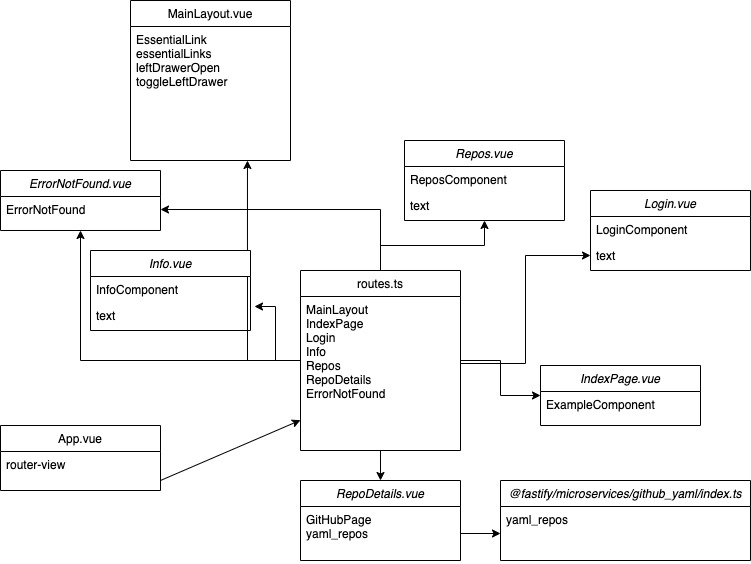 MainLayout.vue
EssentialLink
essentialLinks
leftDrawerOpen
toggleLeftDrawer
Repos.vue
ReposComponent
text
ErrorNotFound.vue
ErrorNotFound
Login.vue
LoginComponent
text
Info.vue
InfoComponent
text
routes.ts
MainLayout
IndexPage
Login
Info
Repos
RepoDetails
ErrorNotFound
IndexPage.vue
ExampleComponent
App.vue
router-view
RepoDetails.vue
GitHubPage
yaml_repos
@fastify/microservices/github_yaml/index.ts
yaml_repos